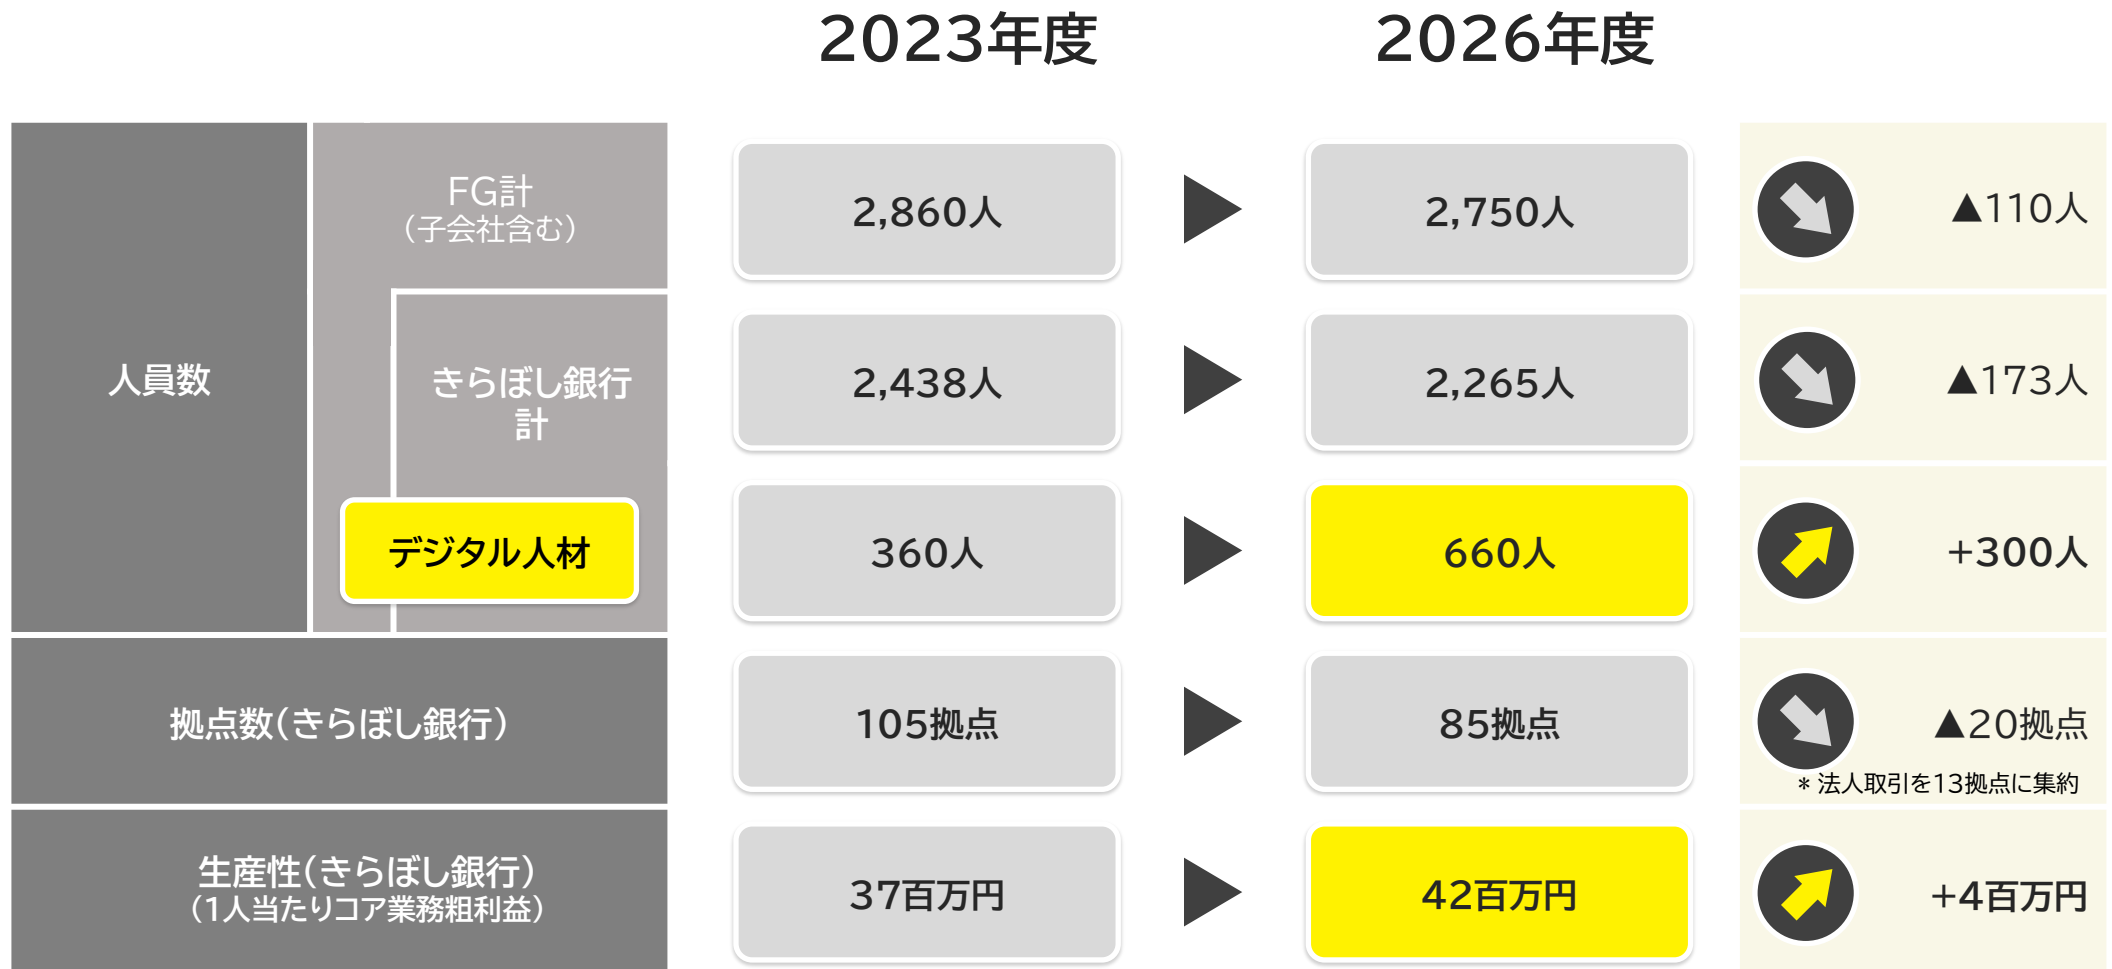 2023年度
2026年度
人員数
FG計
（子会社含む）
2,860人
2,750人
▲110人
きらぼし銀行
計
2,438人
2,265人
▲173人
デジタル人材
360人
660人
+300人
拠点数(きらぼし銀行)
105拠点
85拠点
▲20拠点
* 法人取引を13拠点に集約
生産性(きらぼし銀行)
(1人当たりコア業務粗利益)
37百万円
42百万円
+4百万円